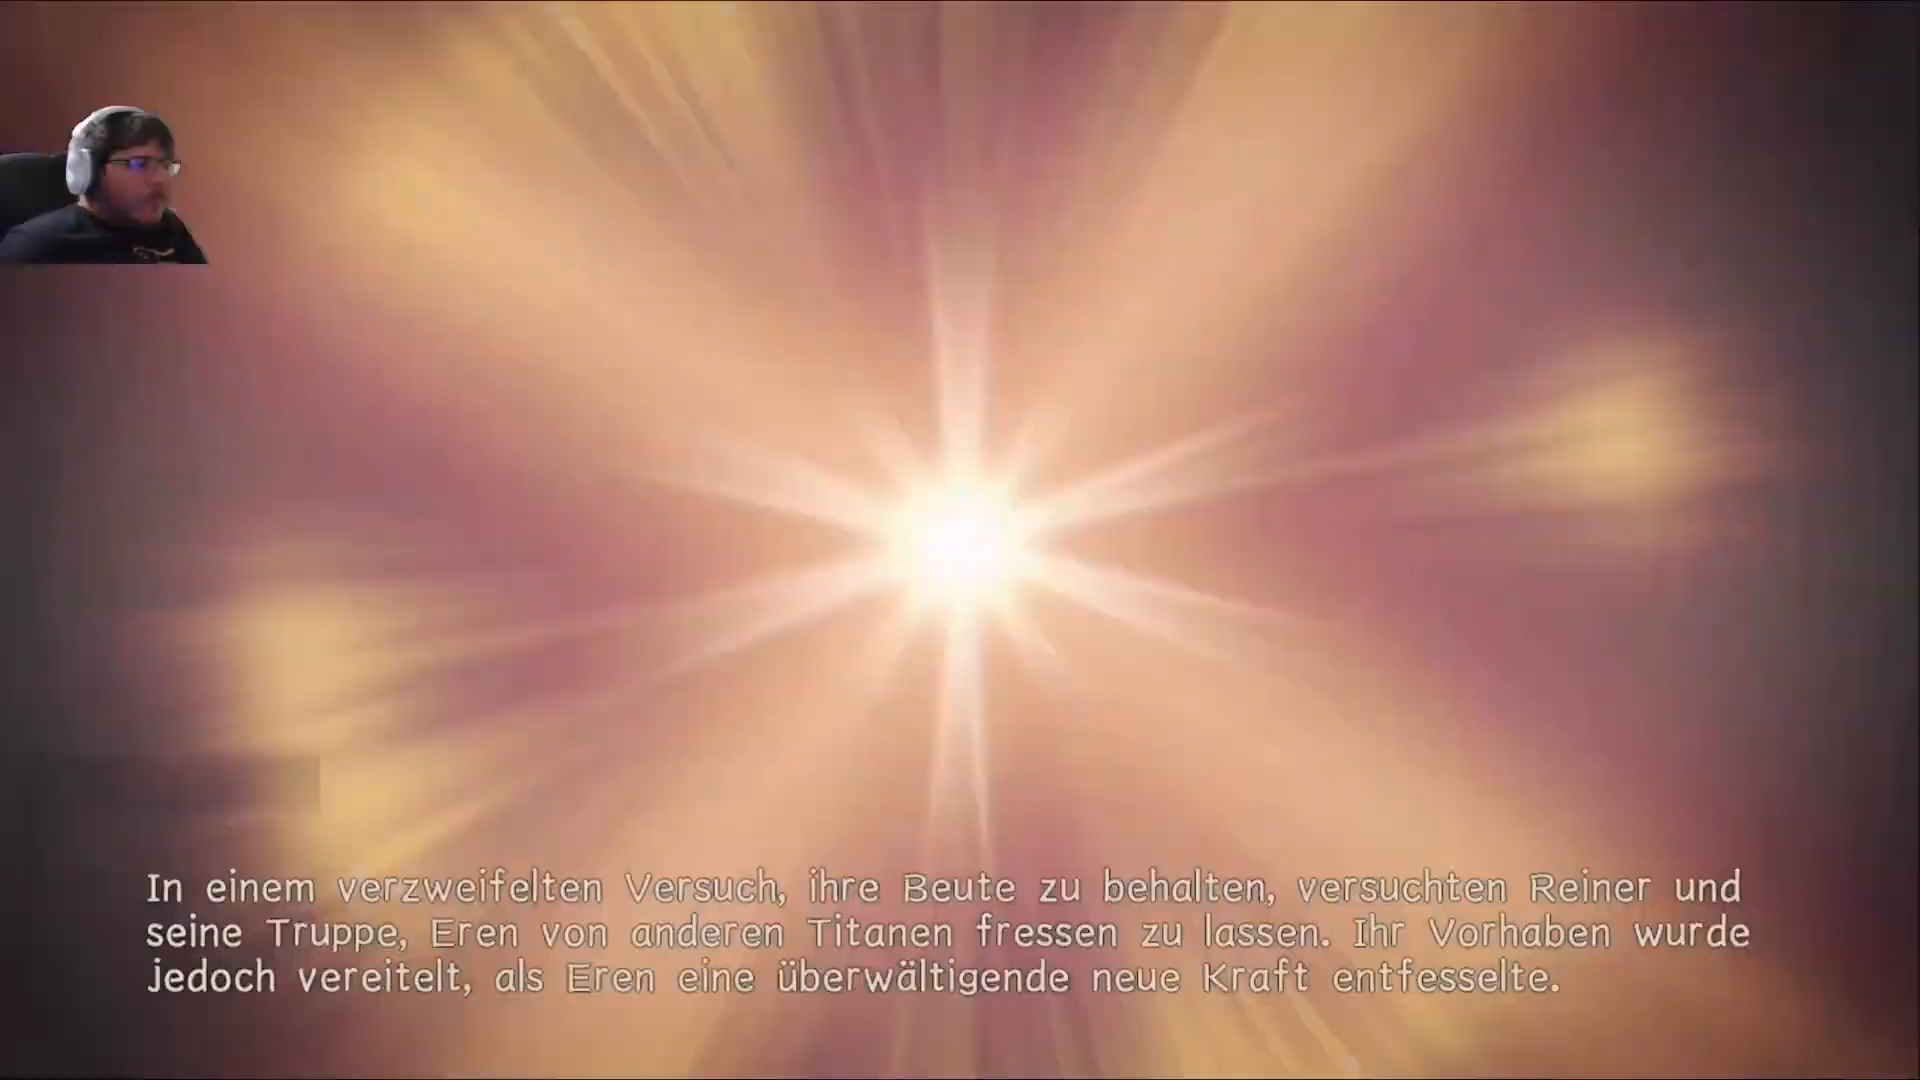 In einem verzweifelten Versuch, ihre Beute zu behalten, versuchten Reiner und
seine Truppe, Eren von anderen Titanen fressen zu lassen. Ihr Vorhaben wurde
jedoch vereitelt, als Eren eine überwältigende neue Kraft entfesselte.